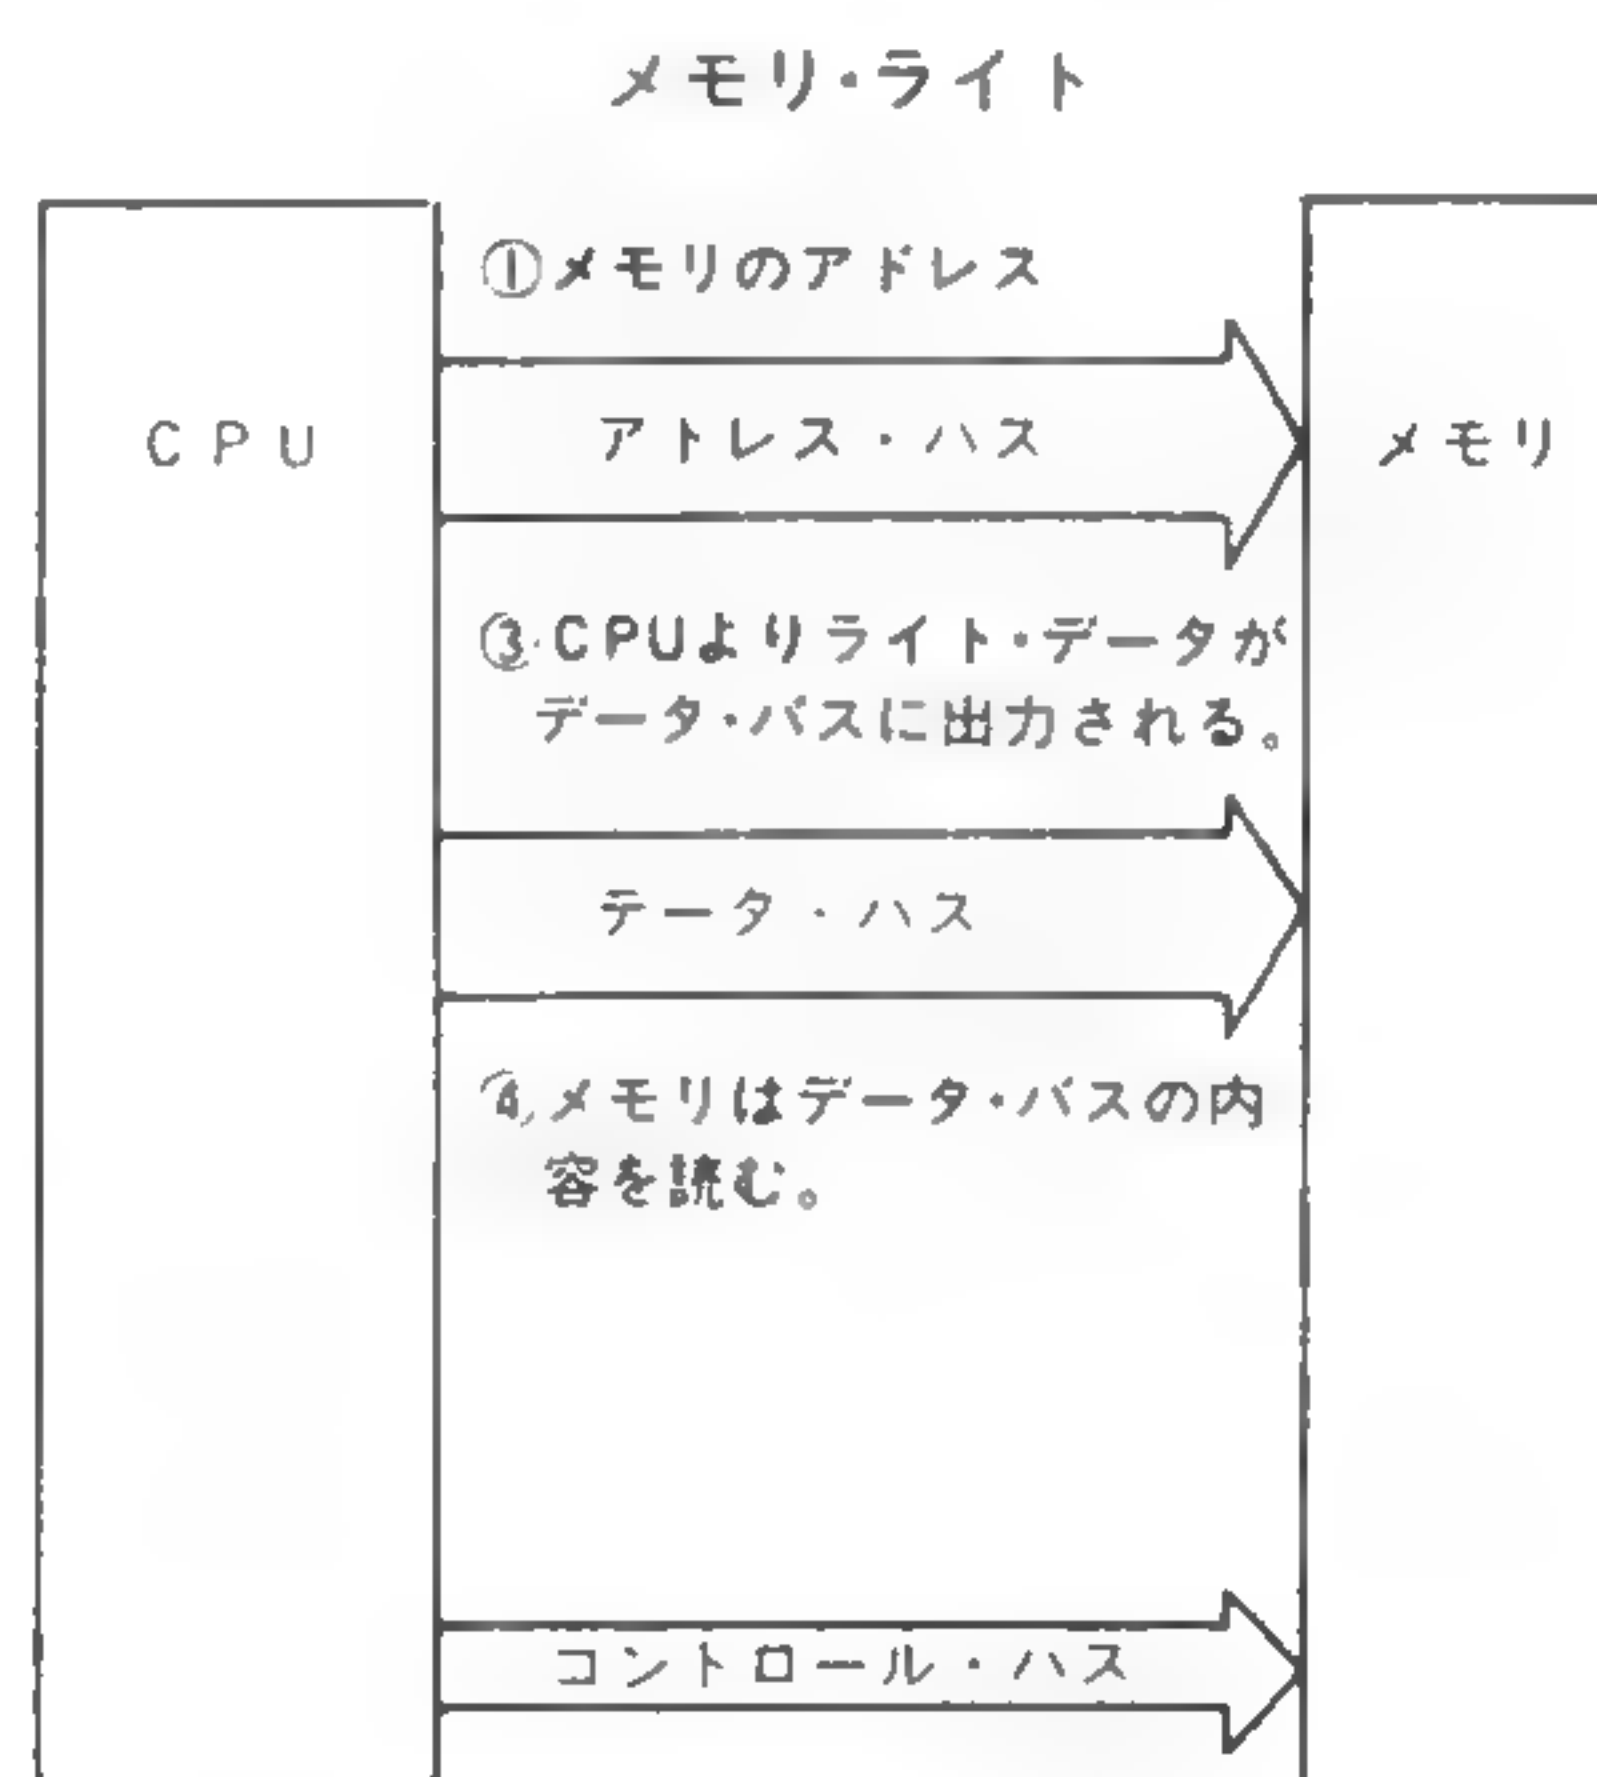 メモリ・ライト
①メモリのアドレス
CPU
アトレス・ハス
メモリ
③CPUよりライト・データが
データ・バスに出力される。
テータ・ハス
④メモリはデータ・バスの内
容を読む。
コントロール・ハス